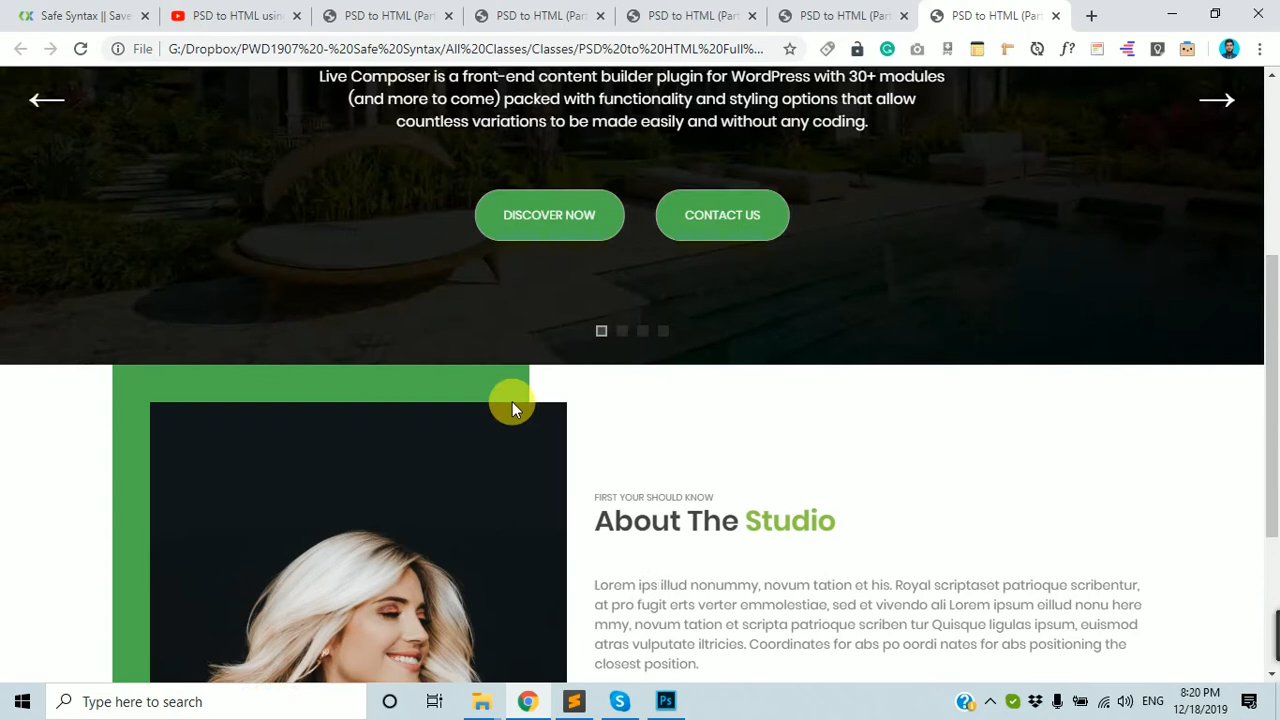 Safe Syntax || Save
PSD to HTML using
PSD to HTML (Par
PSD to HTML (Par
PSD to HTML (Par
PSD to HTML (Par
PSD to HTML (Par
File
G:/Dropbox/PWD1907%20-%20Safe%20Syntax/All%20Classes/Classes/PSD%20to%20HTML%20Full%...
f?
Live Composer is a front-end content builder plugin for WordPress with 30+ modules
(and more to come) packed with functionality and styling options that allow
countless variations to be made easily and without any coding.
DISCOVER NOW
CONTACT US
FIRST YOUR SHOULD KNOW
About The Studio
Lorem ips illud nonummy, novum tation et his. Royal scriptaset patrioque scribentur,
at pro fugit erts verter emmolestiae, sed et vivendo ali Lorem ipsum eillud nonu here
mmy, novum tation et scripta patrioque scriben tur Quisque ligulas ipsum, euismod
atras vulputate iltricies. Coordinates for abs po oordi nates for abs positioning the
closest position.
Type here to search
Ps
ENG
8:20 PM
12/18/2019